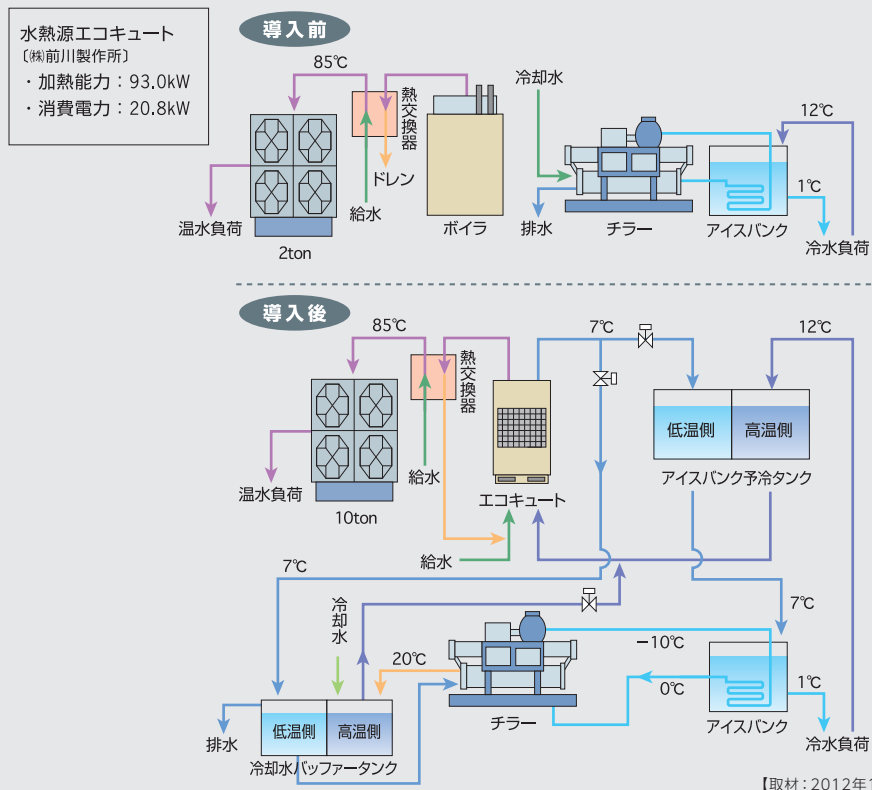 水熱源エコキュート
〔㈱前川製作所〕
・加熱能力：93.0kW
・消費電力：20.8kW
導入前
85℃
熱交換器
冷却水
12℃
1℃
ドレン
給水
温水負荷
2ton
ボイラ
排水
チラー
アイスバンク
冷水負荷
導入後
85℃
熱交換器
7℃
12℃
低温側
高温側
給水
エコキュート
アイスバンク予冷タンク
温水負荷
10ton
給水
7℃
冷却水
7℃
20℃
−10℃
0℃
1℃
チラー
アイスバンク
冷水負荷
排水
低温側
高温側
冷却水バッファータンク
【取材：2012年1